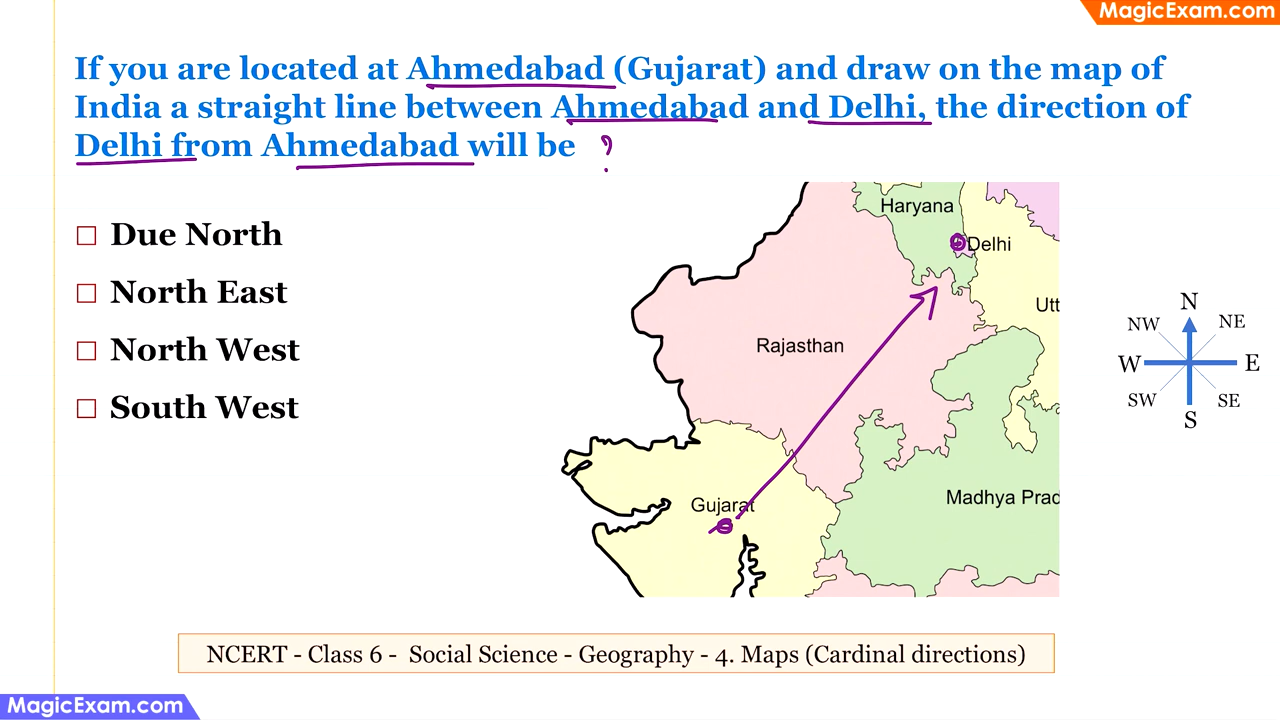 MagicExam.com
If you are located at Ahmedabad (Gujarat) and draw on the map of
India a straight line between Ahmedabad and Delhi, the direction of
Delhi from Ahmedabad will be ?
Due North
North East
North West
South West
Haryana
Delhi
Utt
Rajasthan
Gujarat
Madhya Prad
N
NW NE
W E
SW SE
S
NCERT - Class 6 - Social Science - Geography - 4. Maps (Cardinal directions)
MagicExam.com